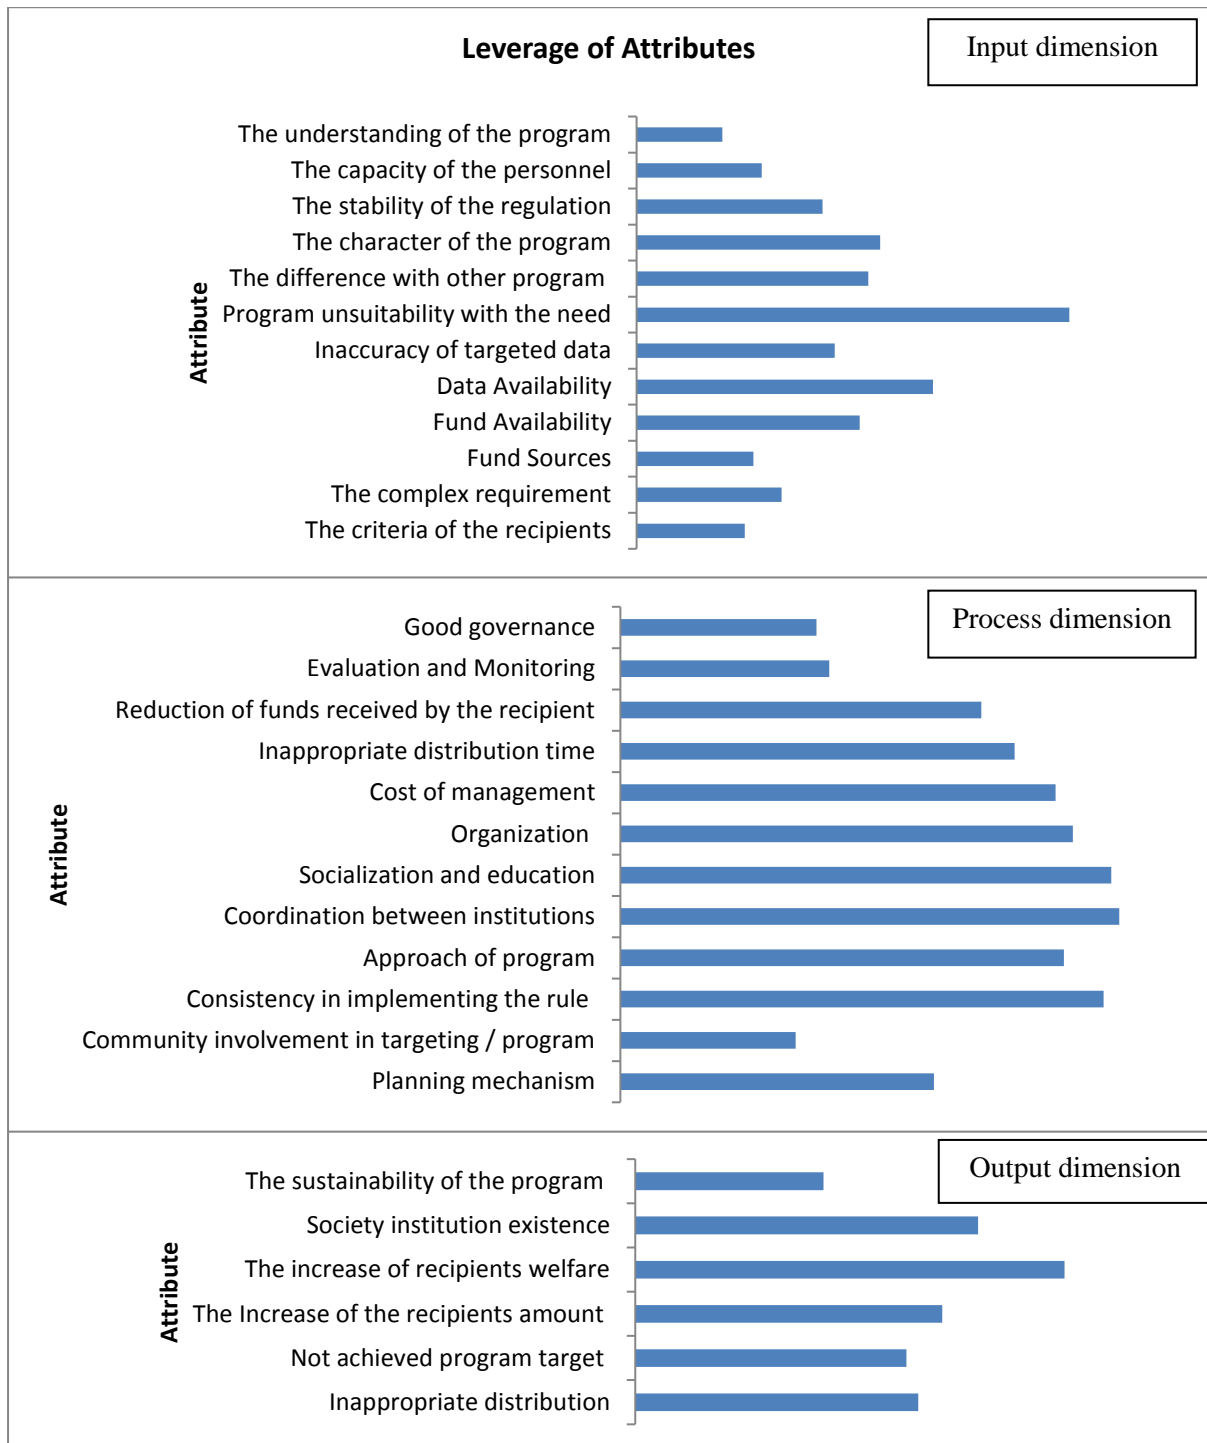 Leverage of Attributes
Input dimension
Attribute
The understanding of the program
The capacity of the personnel
The stability of the regulation
The character of the program
The difference with other program
Program unsuitability with the need
Inaccuracy of targeted data
Data Availability
Fund Availability
Fund Sources
The complex requirement
The criteria of the recipients
Process dimension
Attribute
Good governance
Evaluation and Monitoring
Reduction of funds received by the recipient
Inappropriate distribution time
Cost of management
Organization
Socialization and education
Coordination between institutions
Approach of program
Consistency in implementing the rule
Community involvement in targeting / program
Planning mechanism
Output dimension
Attribute
The sustainability of the program
Society institution existence
The increase of recipients welfare
The Increase of the recipients amount
Not achieved program target
Inappropriate distribution